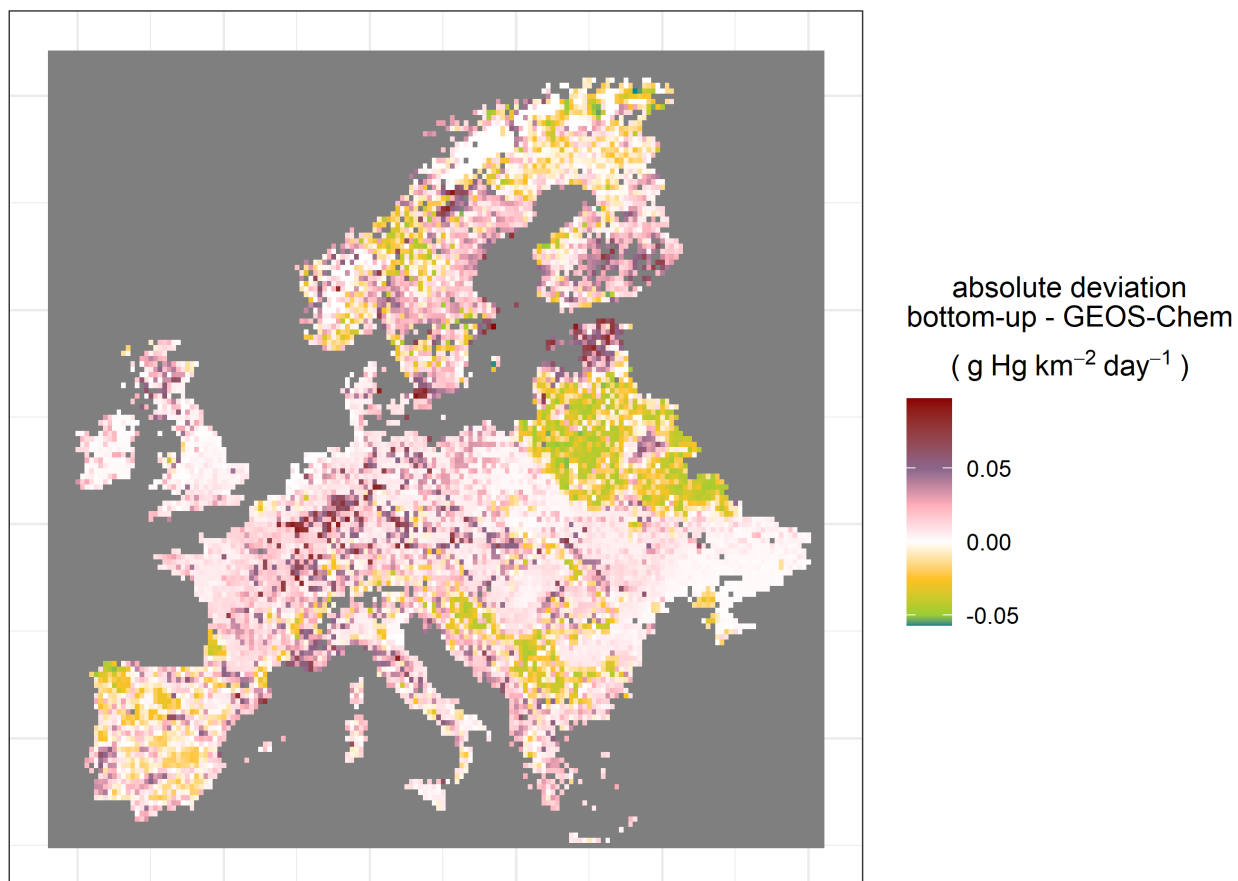 absolute deviation
bottom-up - GEOS-Chem
( g Hg km⁻² day⁻¹ )
0.05
0.00
-0.05